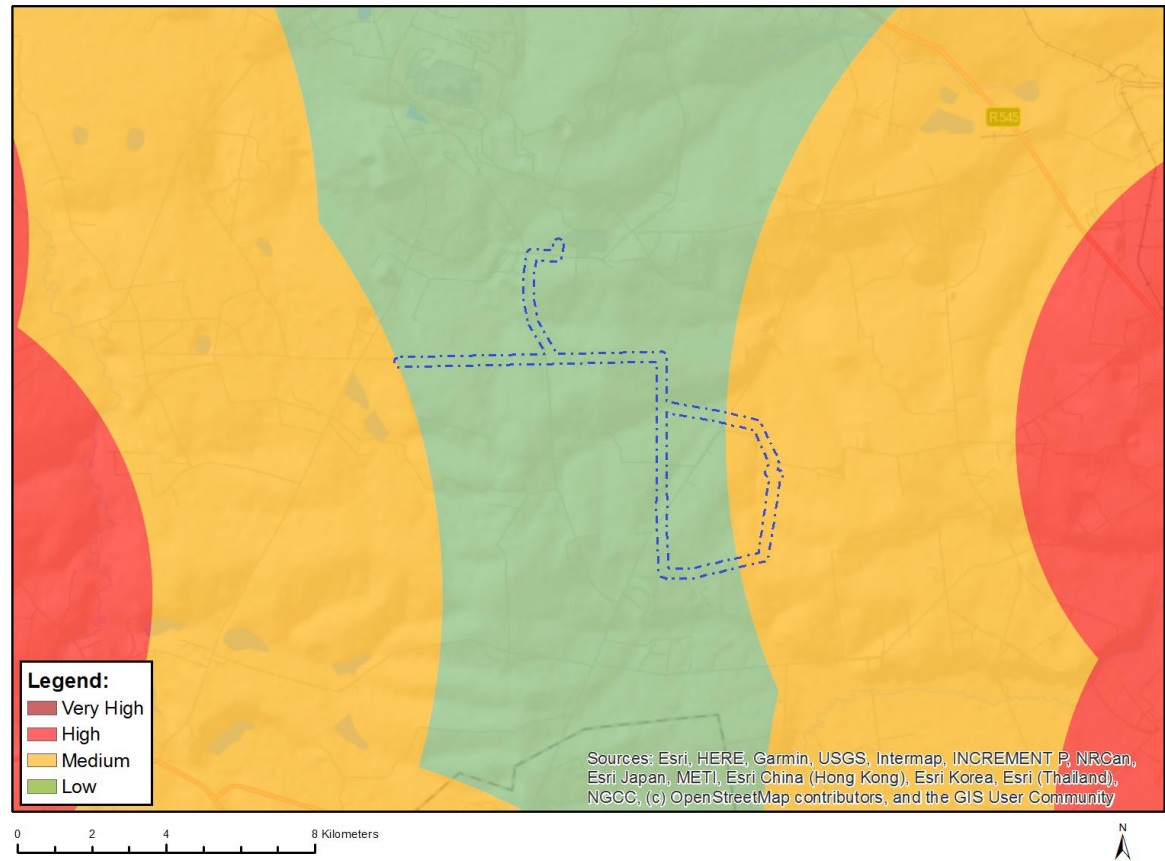 R545
Legend:
Very High
High
Medium
Low
Sources: Esri, HERE, Garmin, USGS, Intermap, INCREMENT P, NRCan,
Esri Japan, METI, Esri China (Hong Kong), Esri Korea, Esri (Thailand),
NGCC, (c) OpenStreetMap contributors, and the GIS User Community
0 2 4 8 Kilometers
N